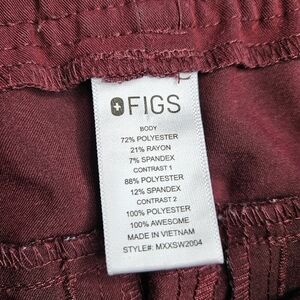 FIGS
BODY
72% POLYESTER
21% RAYON
7% SPANDEX
CONTRAST 1
88% POLYESTER
12% SPANDEX
CONTRAST 2
100% POLYESTER
100% AWESOME
MADE IN VIETNAM
STYLE#: MXXSW2004